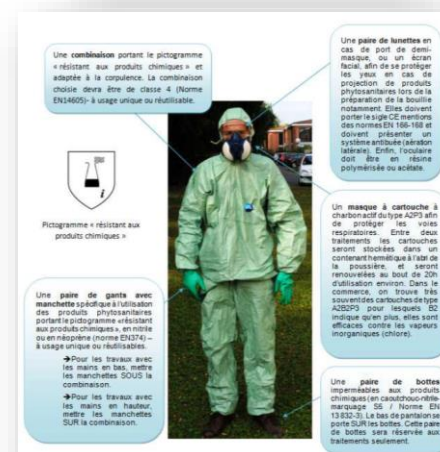 Une combinaison portant le pictogramme
« résistant aux produits chimiques » et
adaptée à la corpulence. La combinaison
choisie devra être de classe 4 (Norme
EN14605)- à usage unique ou réutilisable.
Pictogramme « résistant aux
produits chimiques »
Une paire de gants avec
manchette spécifique à l'utilisation
des produits phytosanitaires
portant le pictogramme «résistant
aux produits chimiques», en nitrile
ou en néoprène (norme EN374) –
à usage unique ou réutilisables.
➔Pour les travaux avec
les mains en bas, mettre
les manchettes SOUS la
combinaison.
➔Pour les travaux avec
les mains en hauteur,
mettre les manchettes
SUR la combinaison.
Une paire de lunettes en
cas de port de demi-
masque, ou un écran
facial, afin de se protéger
les yeux en cas de
projection de produits
phytosanitaires lors de la
préparation de la bouillie
notamment. Elles doivent
porter le sigle CE mentions
des normes EN 166-168 et
doivent présenter un
système antibuée (aération
latérale). Enfin, l'oculaire
doit être en résine
polymérisée ou acétate.
Un masque à cartouche à
charbon actif du type A2P3 afin
de protéger les voies
respiratoires. Entre deux
traitements les cartouches
seront stockées dans un
contenant hermétique à l'abri de
la poussière, et seront
renouvelées au bout de 20h
d'utilisation environ. Dans le
commerce, on trouve très
souvent des cartouches de type
A2B2P3 pour lesquels B2
indique qu'en plus, elles sont
efficaces contre les vapeurs
inorganiques (chlore).
Une paire de bottes
imperméables aux produits
chimiques (en caoutchouc-nitrile-
marquage S5 / Norme EN
13 832-3). Le bas de pantalon se
porte SUR les bottes. Cette paire
de bottes sera réservée aux
traitements seulement.